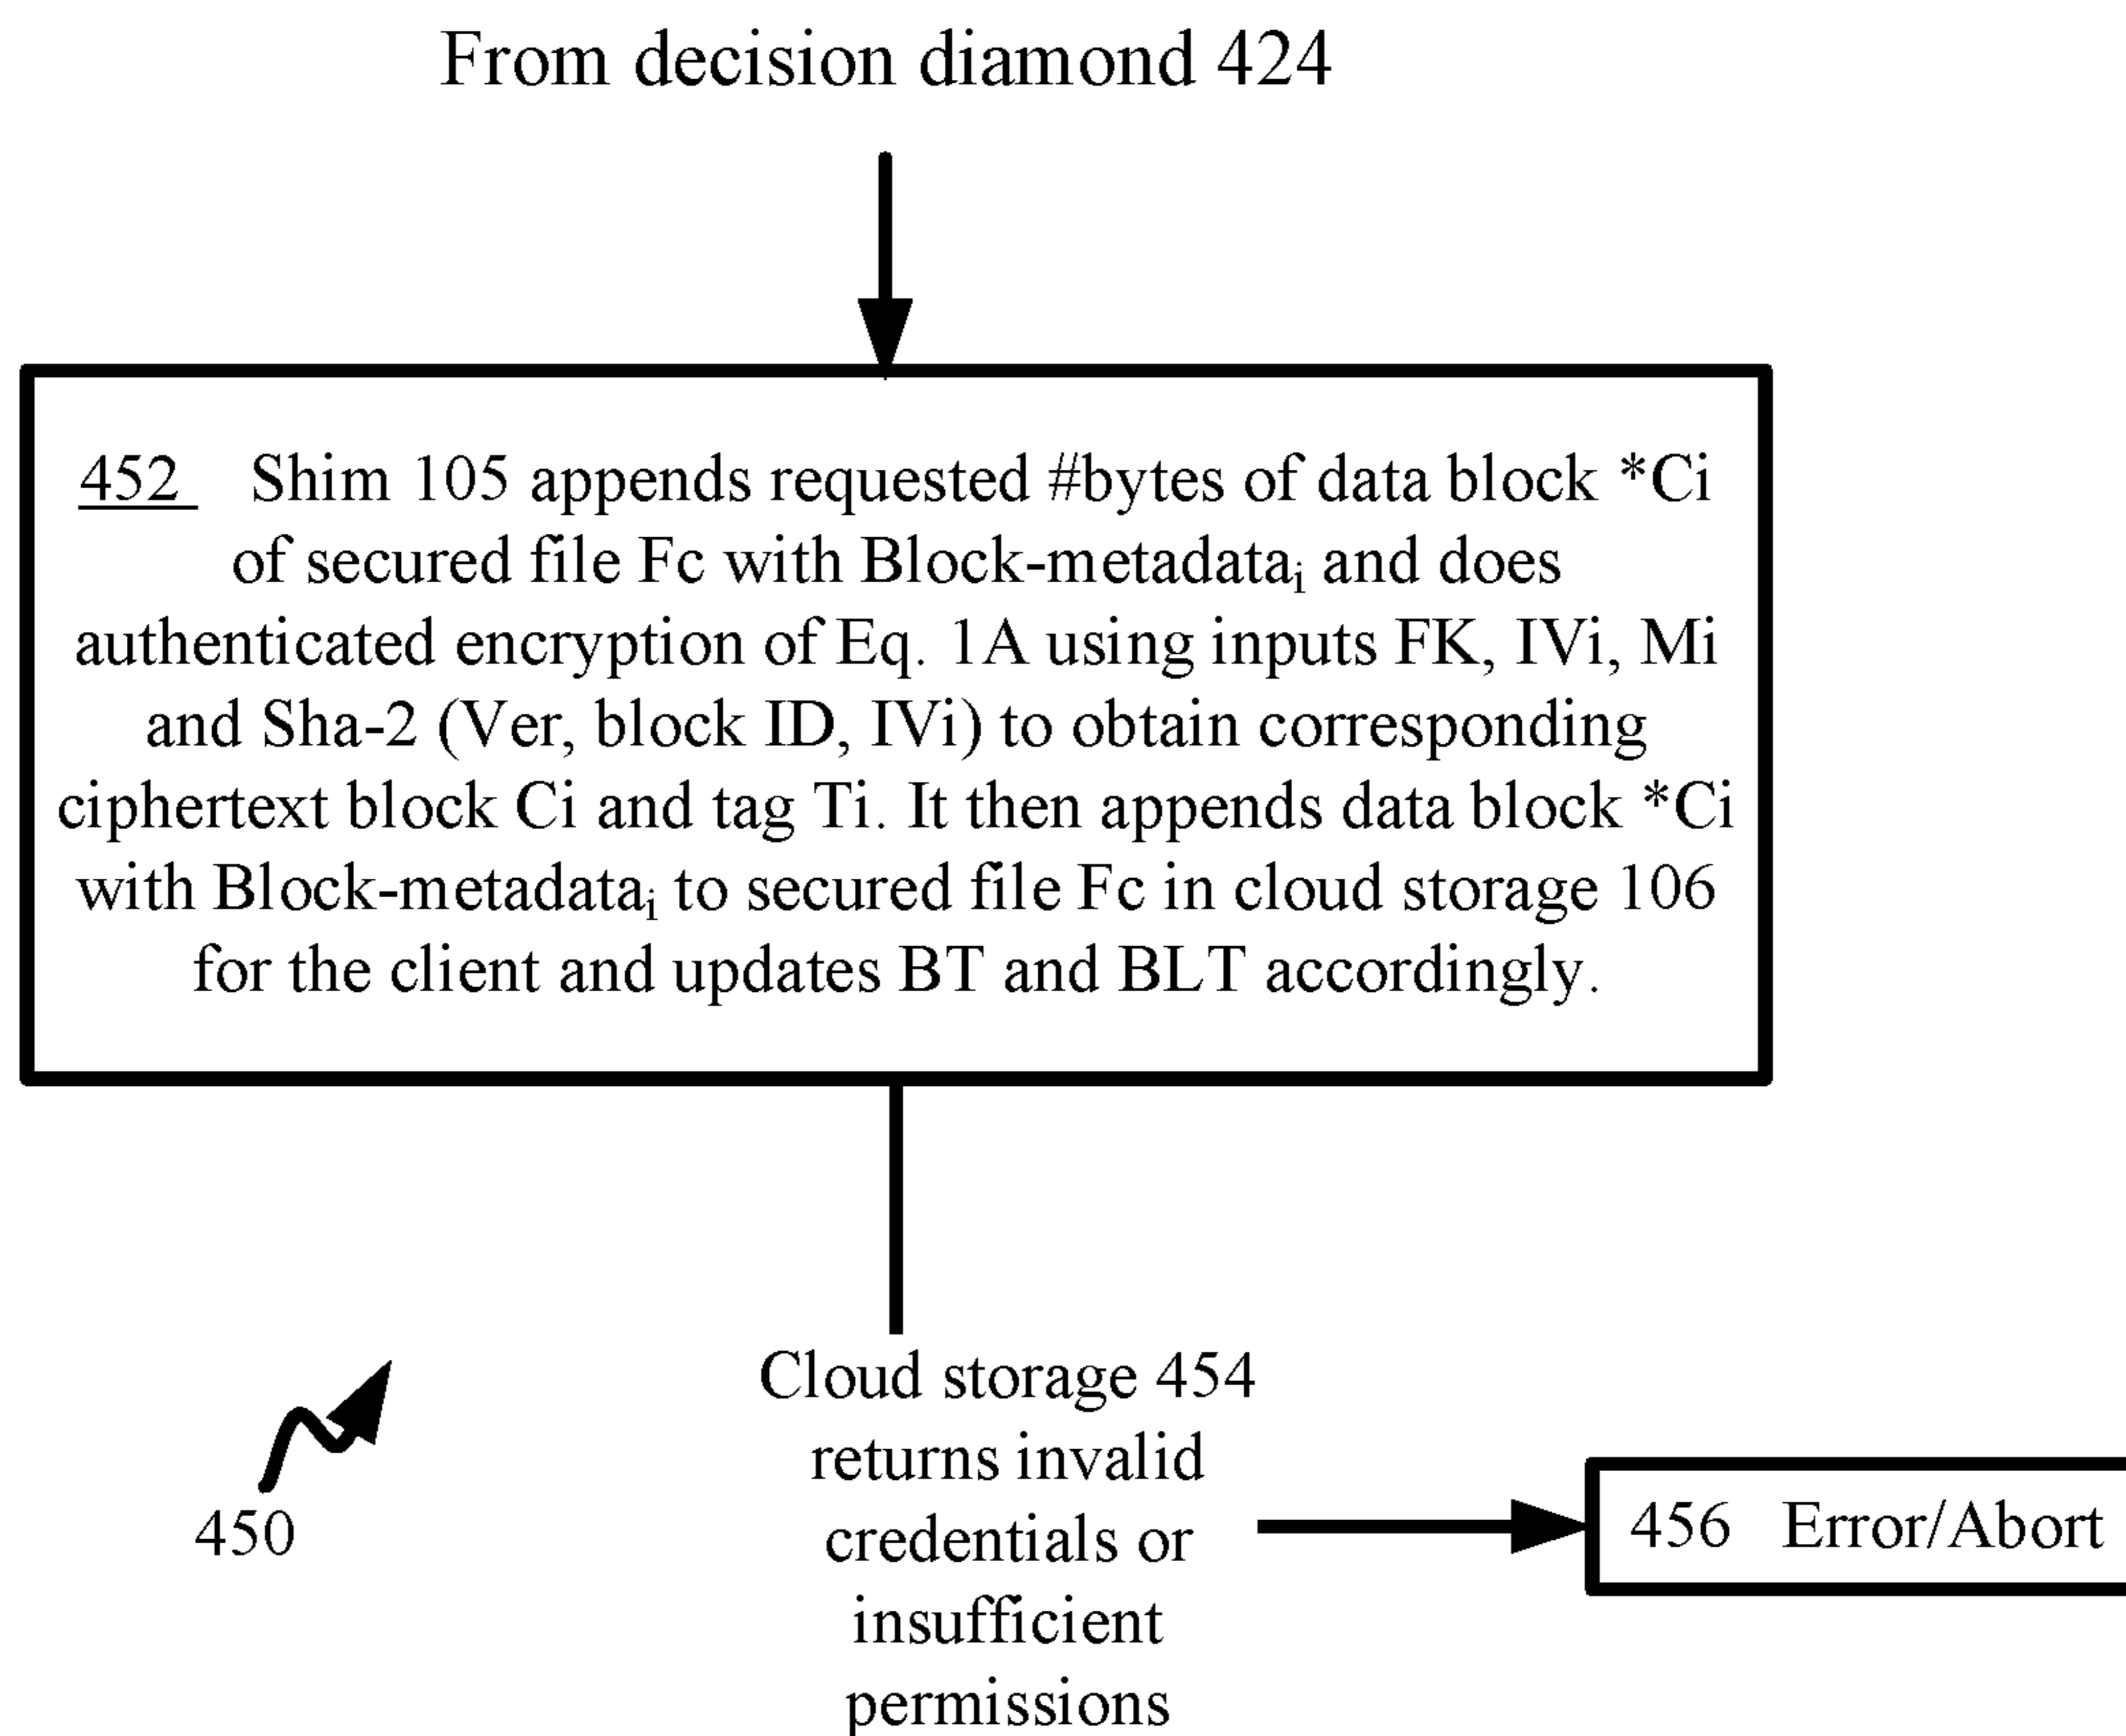 From decision diamond 424
452 Shim 105 appends requested #bytes of data block *Ci
of secured file Fc with Block-metadataᵢ and does
authenticated encryption of Eq. 1A using inputs FK, IVi, Mi
and Sha-2 (Ver, block ID, IVi) to obtain corresponding
ciphertext block Ci and tag Ti. It then appends data block *Ci
with Block-metadataᵢ to secured file Fc in cloud storage 106
for the client and updates BT and BLT accordingly.
Cloud storage 454
returns invalid
credentials or
insufficient
permissions
450
456 Error/Abort